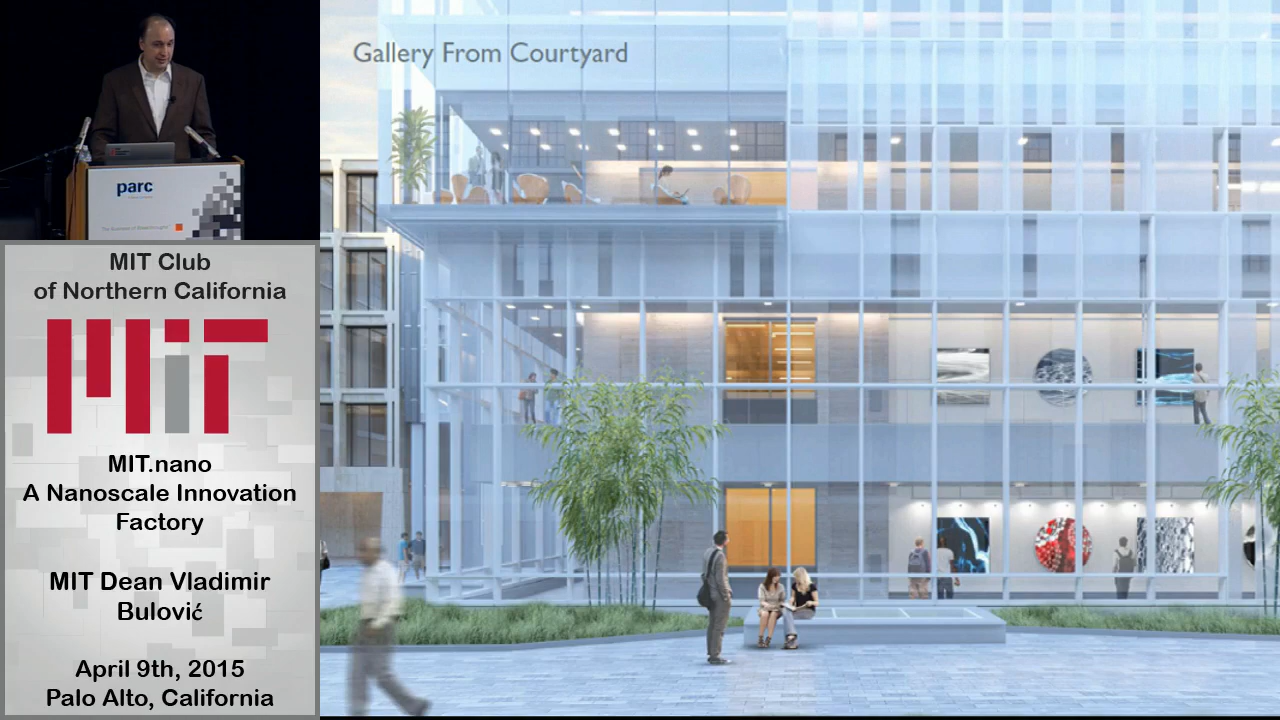 Gallery From Courtyard
parc
MIT Club
of Northern California
MIT
MIT.nano
A Nanoscale Innovation
Factory
MIT Dean Vladimir
Bulović
April 9th, 2015
Palo Alto, California